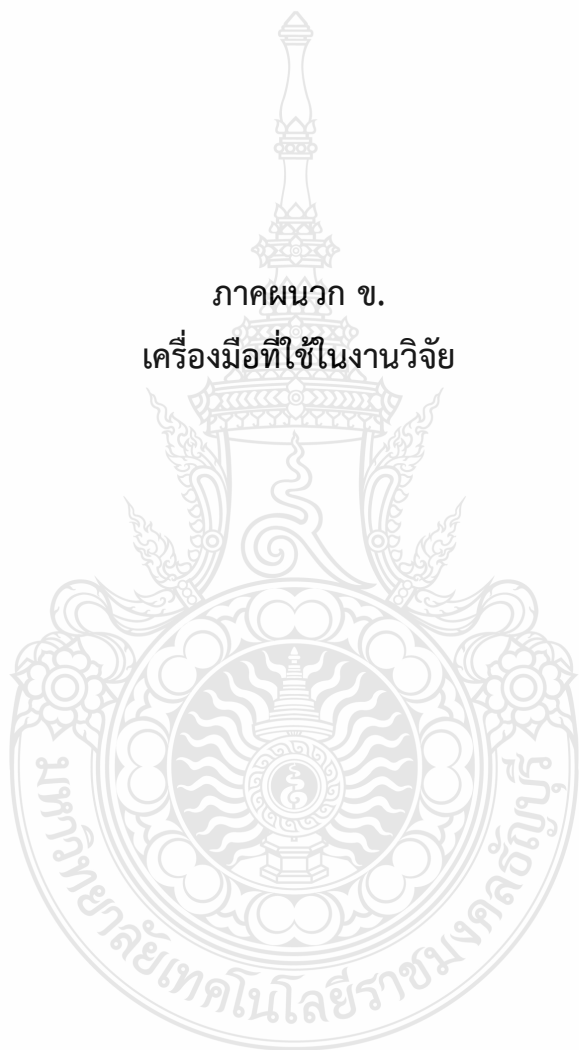 ภาคผนวก ข.
เครื่องมือที่ใช้ในงานวิจัย
มหาวิทยาลัยเทคโนโลยีราชมงคลธัญบุรี